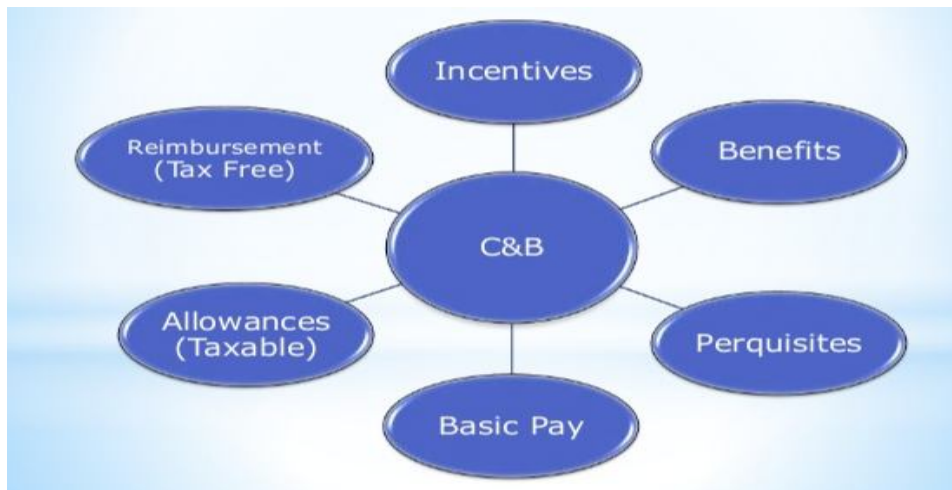 Incentives
Reimbursement
(Tax Free)
Benefits
C&B
Allowances
(Taxable)
Perquisites
Basic Pay